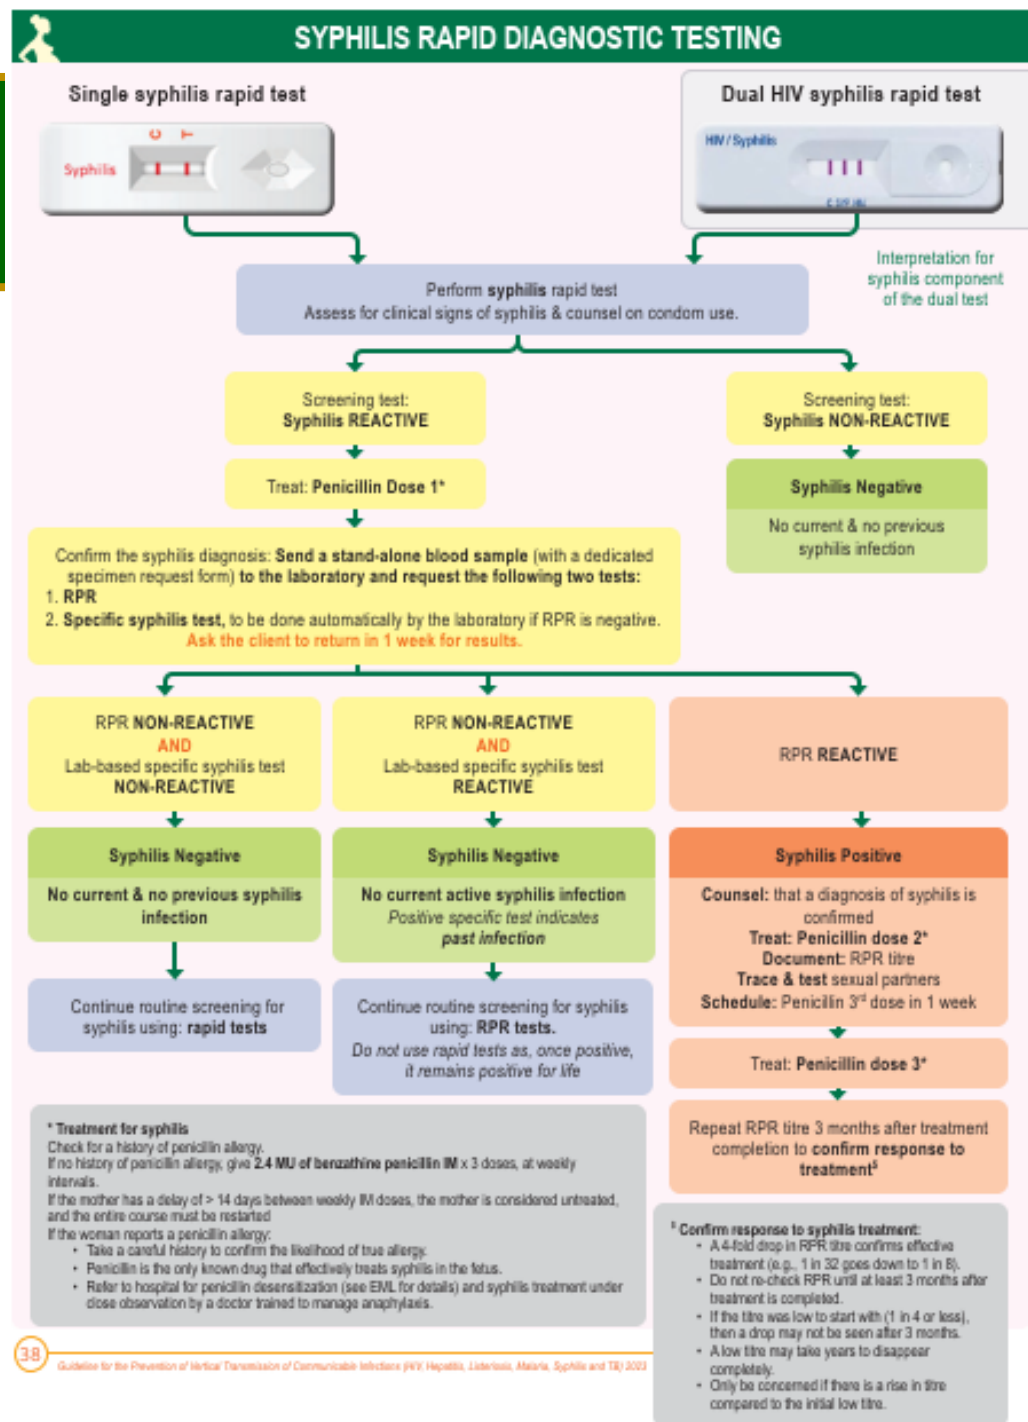 SYPHILIS RAPID DIAGNOSTIC TESTING
Single syphilis rapid test
Dual HIV syphilis rapid test
C T
Syphilis
HIV / Syphilis
C SYP HIV
Interpretation for
syphilis component
of the dual test
Perform syphilis rapid test
Assess for clinical signs of syphilis & counsel on condom use.
Screening test:
Syphilis REACTIVE
Screening test:
Syphilis NON-REACTIVE
Treat: Penicillin Dose 1*
Syphilis Negative
No current & no previous
syphilis infection
Confirm the syphilis diagnosis: Send a stand-alone blood sample (with a dedicated
specimen request form) to the laboratory and request the following two tests:
1. RPR
2. Specific syphilis test, to be done automatically by the laboratory if RPR is negative.
Ask the client to return in 1 week for results.
RPR NON-REACTIVE
AND
Lab-based specific syphilis test
NON-REACTIVE
RPR NON-REACTIVE
AND
Lab-based specific syphilis test
REACTIVE
RPR REACTIVE
Syphilis Negative
No current & no previous syphilis
infection
Syphilis Negative
No current active syphilis infection
Positive specific test indicates
past infection
Syphilis Positive
Counsel: that a diagnosis of syphilis is
confirmed
Treat: Penicillin dose 2*
Document: RPR titre
Trace & test sexual partners
Schedule: Penicillin 3rd dose in 1 week
Continue routine screening for
syphilis using: rapid tests
Continue routine screening for syphilis
using: RPR tests.
Do not use rapid tests as, once positive,
it remains positive for life
Treat: Penicillin dose 3*
Repeat RPR titre 3 months after treatment
completion to confirm response to
treatment$
* Treatment for syphilis
Check for a history of penicillin allergy.
If no history of penicillin allergy, give 2.4 MU of benzathine penicillin IM x 3 doses, at weekly
intervals.
If the mother has a delay of > 14 days between weekly IM doses, the mother is considered untreated,
and the entire course must be restarted
If the woman reports a penicillin allergy:
• Take a careful history to confirm the likelihood of true allergy.
• Penicillin is the only known drug that effectively treats syphilis in the fetus.
• Refer to hospital for penicillin desensitization (see EML for details) and syphilis treatment under
close observation by a doctor trained to manage anaphylaxis.
$ Confirm response to syphilis treatment:
• A 4-fold drop in RPR titre confirms effective
treatment (e.g., 1 in 32 goes down to 1 in 8).
• Do not re-check RPR until at least 3 months after
treatment is completed.
• If the titre was low to start with (1 in 4 or less),
then a drop may not be seen after 3 months.
• A low titre may take years to disappear
completely.
• Only be concerned if there is a rise in titre
compared to the initial low titre.
38
Guideline for the Prevention of Vertical Transmission of Communicable Infections (HIV, Hepatitis, Listeriosis, Malaria, Syphilis and TB) 2023